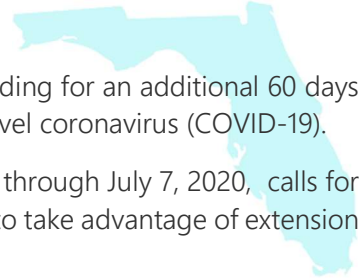 ding for an additional 60 days
vel coronavirus (COVID-19).
through July 7, 2020, calls for
to take advantage of extension